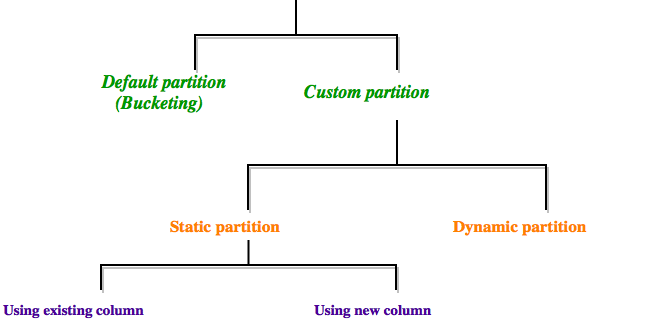 Default partition
(Bucketing)
Custom partition
Static partition
Dynamic partition
Using existing column
Using new column